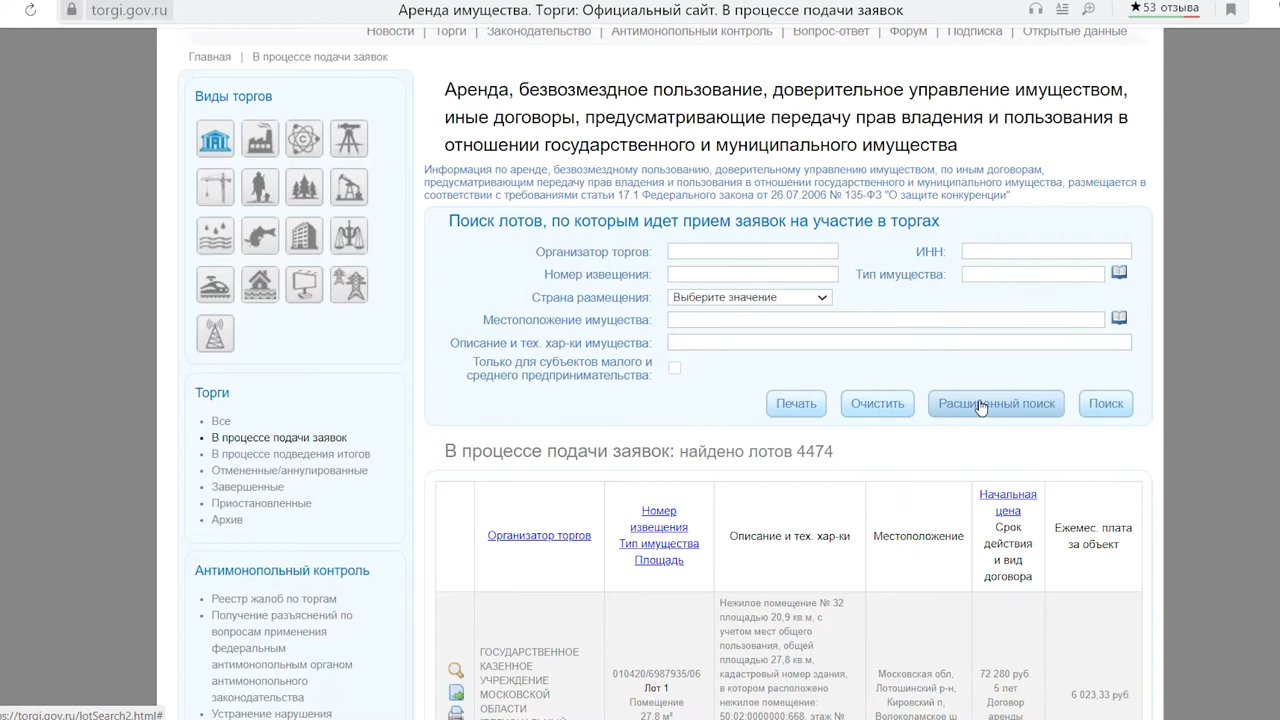 torgi.gov.ru
Аренда имущества. Торги: Официальный сайт. В процессе подачи заявок
★ 53 отзыва
Новости | Торги | Законодательство | Антимонопольный контроль | Вопрос-ответ | Форум | Подписка | Открытые данные
Главная | В процессе подачи заявок
Виды торгов
Торги
Все
В процессе подачи заявок
В процессе подведения итогов
Отмененные/аннулированные
Завершенные
Приостановленные
Архив
Антимонопольный контроль
Реестр жалоб по торгам
Получение разъяснений по
вопросам применения
федеральным
антимонопольным органом
антимонопольного
законодательства
Устранение нарушения
Аренда, безвозмездное пользование, доверительное управление имуществом,
иные договоры, предусматривающие передачу прав владения и пользования в
отношении государственного и муниципального имущества
Информация по аренде, безвозмездному пользованию, доверительному управлению имуществом, по иным договорам,
предусматривающим передачу прав владения и пользования в отношении государственного и муниципального имущества, размещается в
соответствии с требованиями статьи 17.1 Федерального закона от 26.07.2006 № 135-ФЗ "О защите конкуренции"
Поиск лотов, по которым идет прием заявок на участие в торгах
Организатор торгов: ИНН:
Номер извещения: Тип имущества:
Страна размещения: Выберите значение
Местоположение имущества:
Описание и тех. хар-ки имущества:
Только для субъектов малого и
среднего предпринимательства:
Печать Очистить Расширенный поиск Поиск
В процессе подачи заявок: найдено лотов 4474
Организатор торгов
Номер
извещения
Тип имущества
Площадь
Описание и тех. хар-ки
Местоположение
Начальная
цена
Срок
действия
и вид
договора
Ежемес. плата
за объект
ГОСУДАРСТВЕННОЕ
КАЗЕННОЕ
УЧРЕЖДЕНИЕ
МОСКОВСКОЙ
ОБЛАСТИ
010420/6987935/06
Лот 1
Помещение
27,8 м²
Нежилое помещение № 32
площадью 20,9 кв.м, с
учетом мест общего
пользования, общей
площадью 27,8 кв.м,
кадастровый номер здания,
в котором расположено
нежилое помещение:
50:02:0000000:668, этаж №
Московская обл,
Лотошинский р-н,
Кировский п,
Волоколамское ш
72 280 руб.
5 лет
Договор
аренды
6 023,33 руб.
ps://torgi.gov.ru/lotSearch2.html#